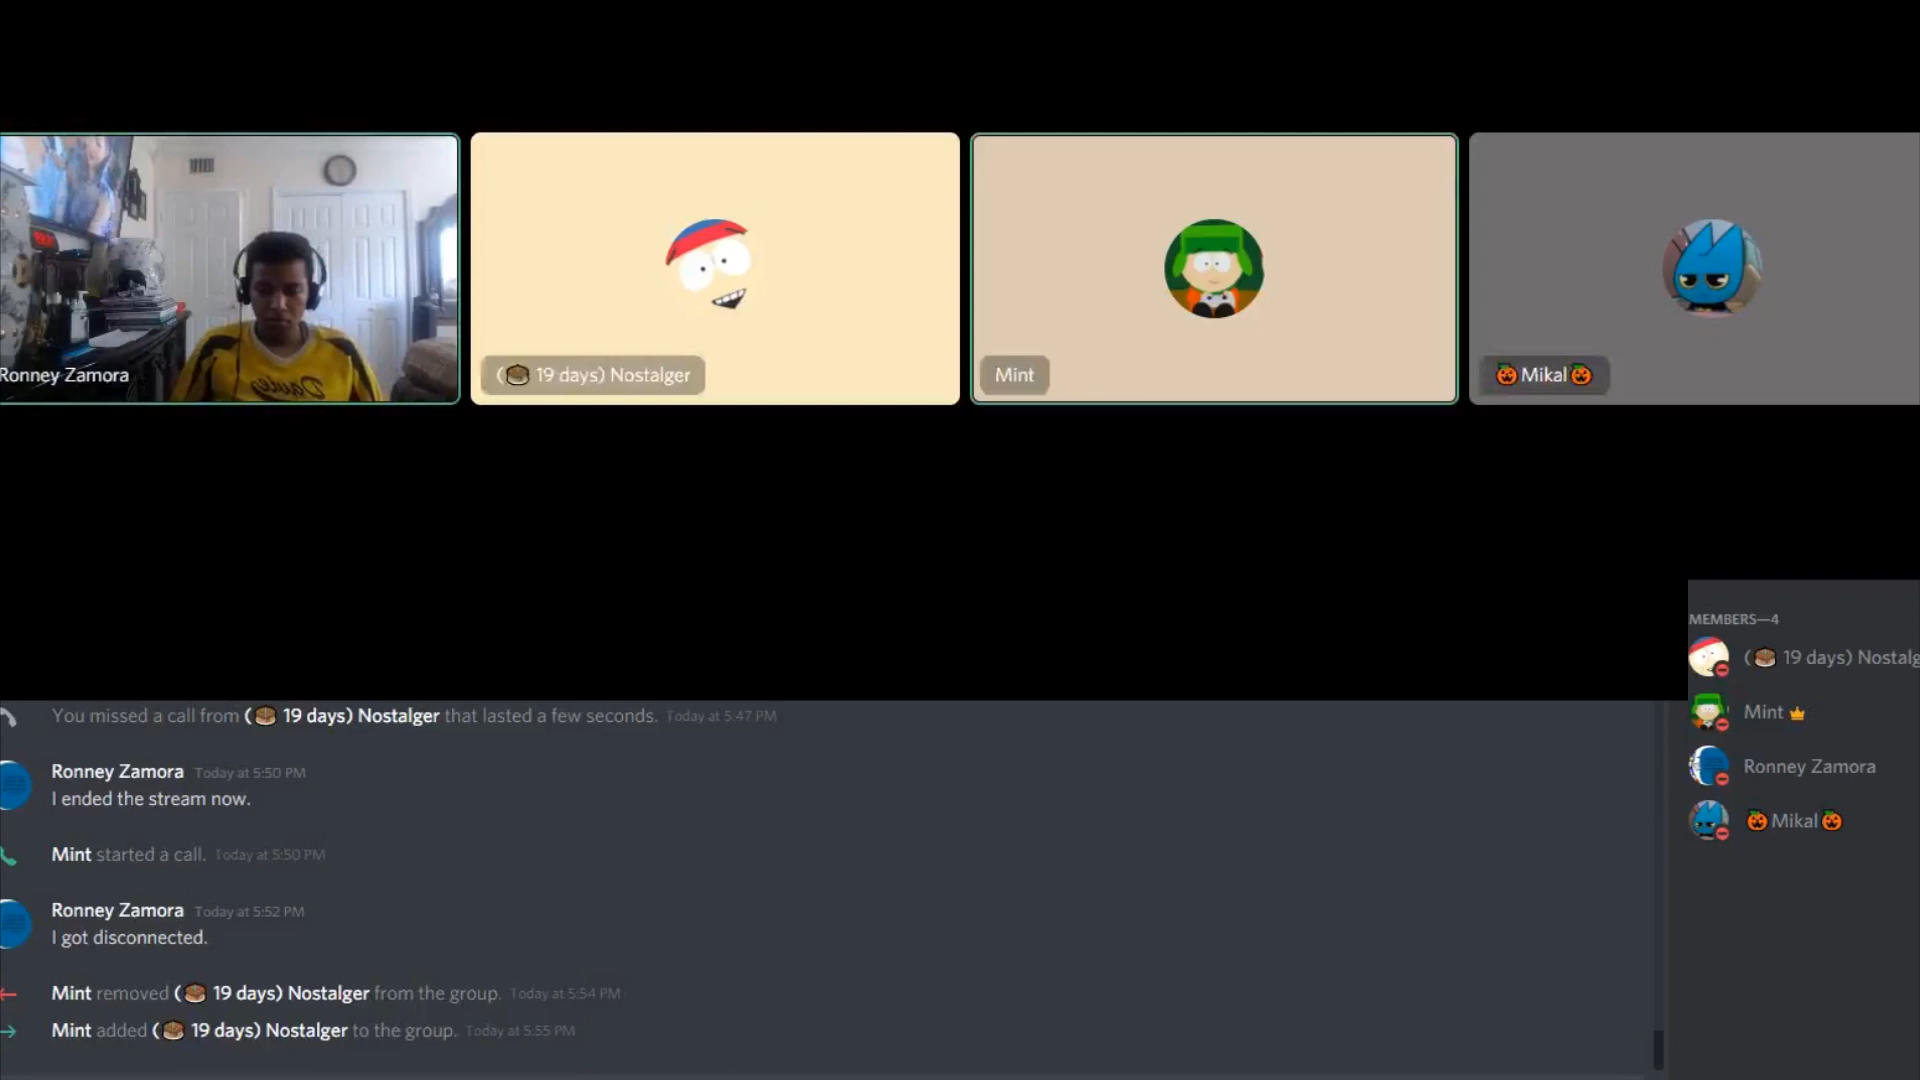 Ronney Zamora
( 19 days) Nostalger
Mint
🎃Mikal🎃
MEMBERS—4
( 19 days) Nostalg
Mint
Ronney Zamora
🎃Mikal🎃
You missed a call from ( 19 days) Nostalger that lasted a few seconds. Today at 5:47 PM
Ronney Zamora Today at 5:50 PM
I ended the stream now.
Mint started a call. Today at 5:50 PM
Ronney Zamora Today at 5:52 PM
I got disconnected.
Mint removed ( 19 days) Nostalger from the group. Today at 5:54 PM
Mint added ( 19 days) Nostalger to the group. Today at 5:55 PM